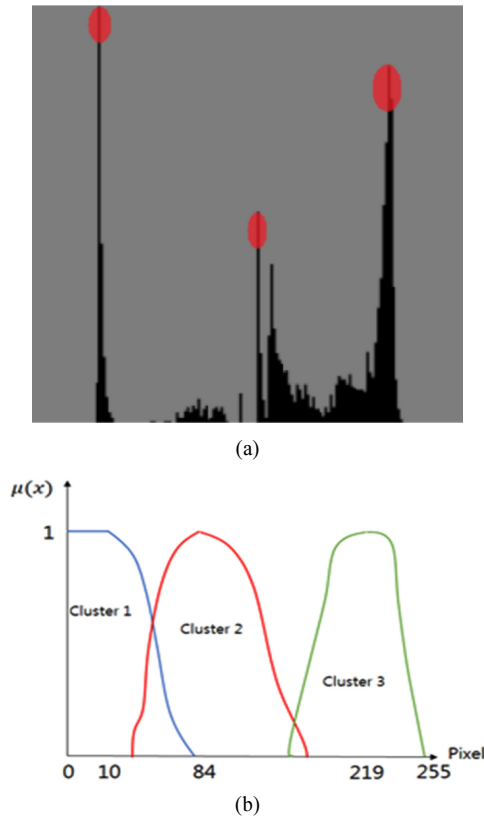 (a)
μ(x)
1
Cluster 1
Cluster 2
Cluster 3
Pixel
0 10 84 219 255
(b)